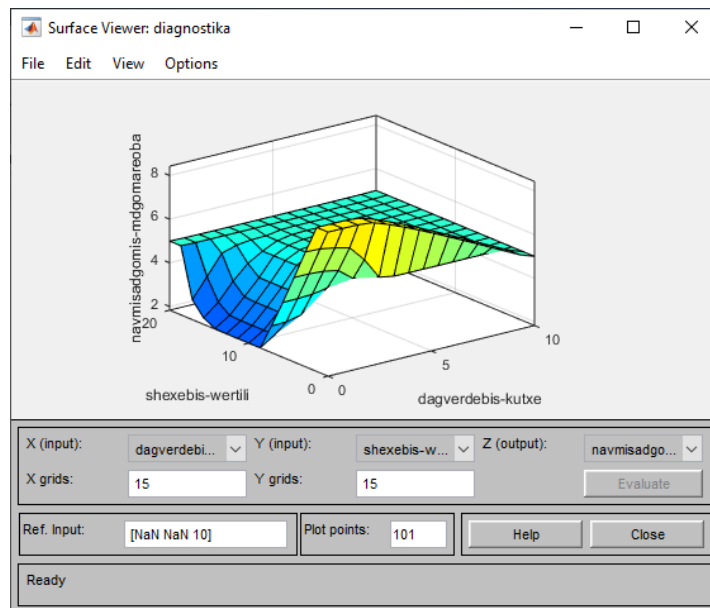 Surface Viewer: diagnostika
File Edit View Options
navmisadgomis-mdgomareoba
8
6
4
2
20
10
0
0
5
10
shexebis-wertili
dagverdebis-kutxe
X (input): dagverdebi... Y (input): shexebis-w... Z (output): navmisadgo...
X grids: 15 Y grids: 15 Evaluate
Ref. Input: [NaN NaN 10] Plot points: 101 Help Close
Ready